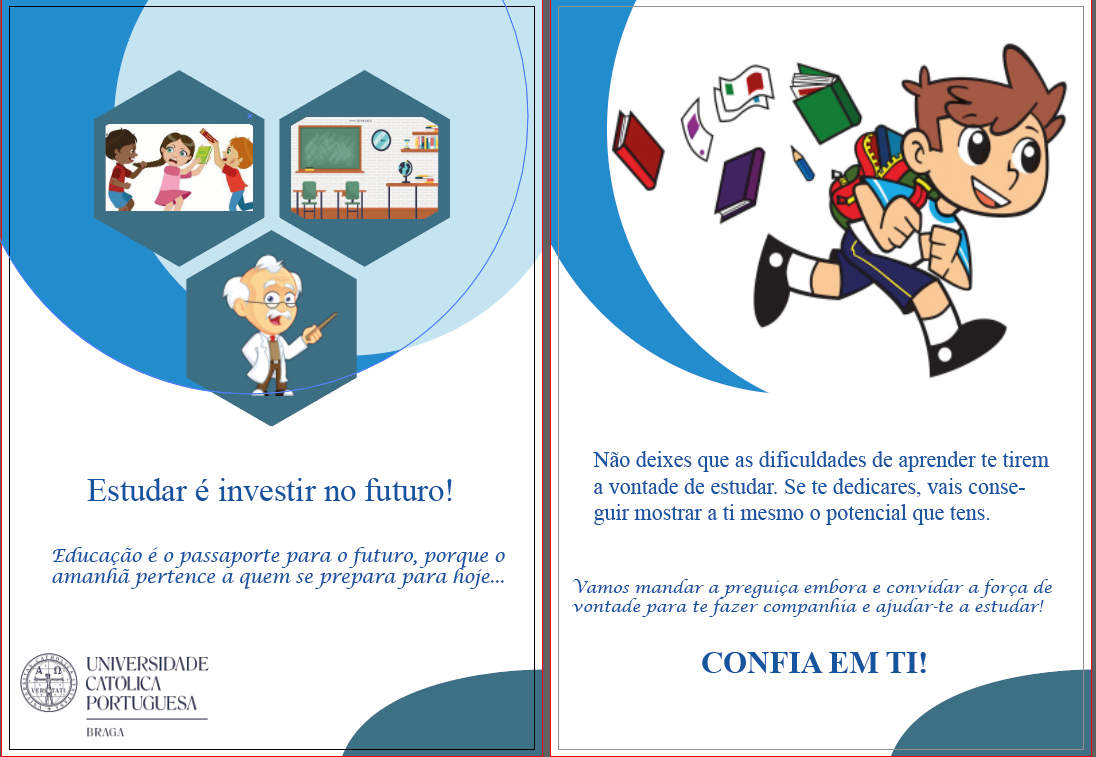 Estudar é investir no futuro!
Educação é o passaporte para o futuro, porque o
amanhã pertence a quem se prepara para hoje...
Α Ω
VERITATI
UNIVERSIDADE
CATOLICA
PORTUGUESA
BRAGA
Não deixes que as dificuldades de aprender te tirem
a vontade de estudar. Se te dedicares, vais conse-
guir mostrar a ti mesmo o potencial que tens.
Vamos mandar a preguiça embora e convidar a força de
vontade para te fazer companhia e ajudar-te a estudar!
CONFIA EM TI!